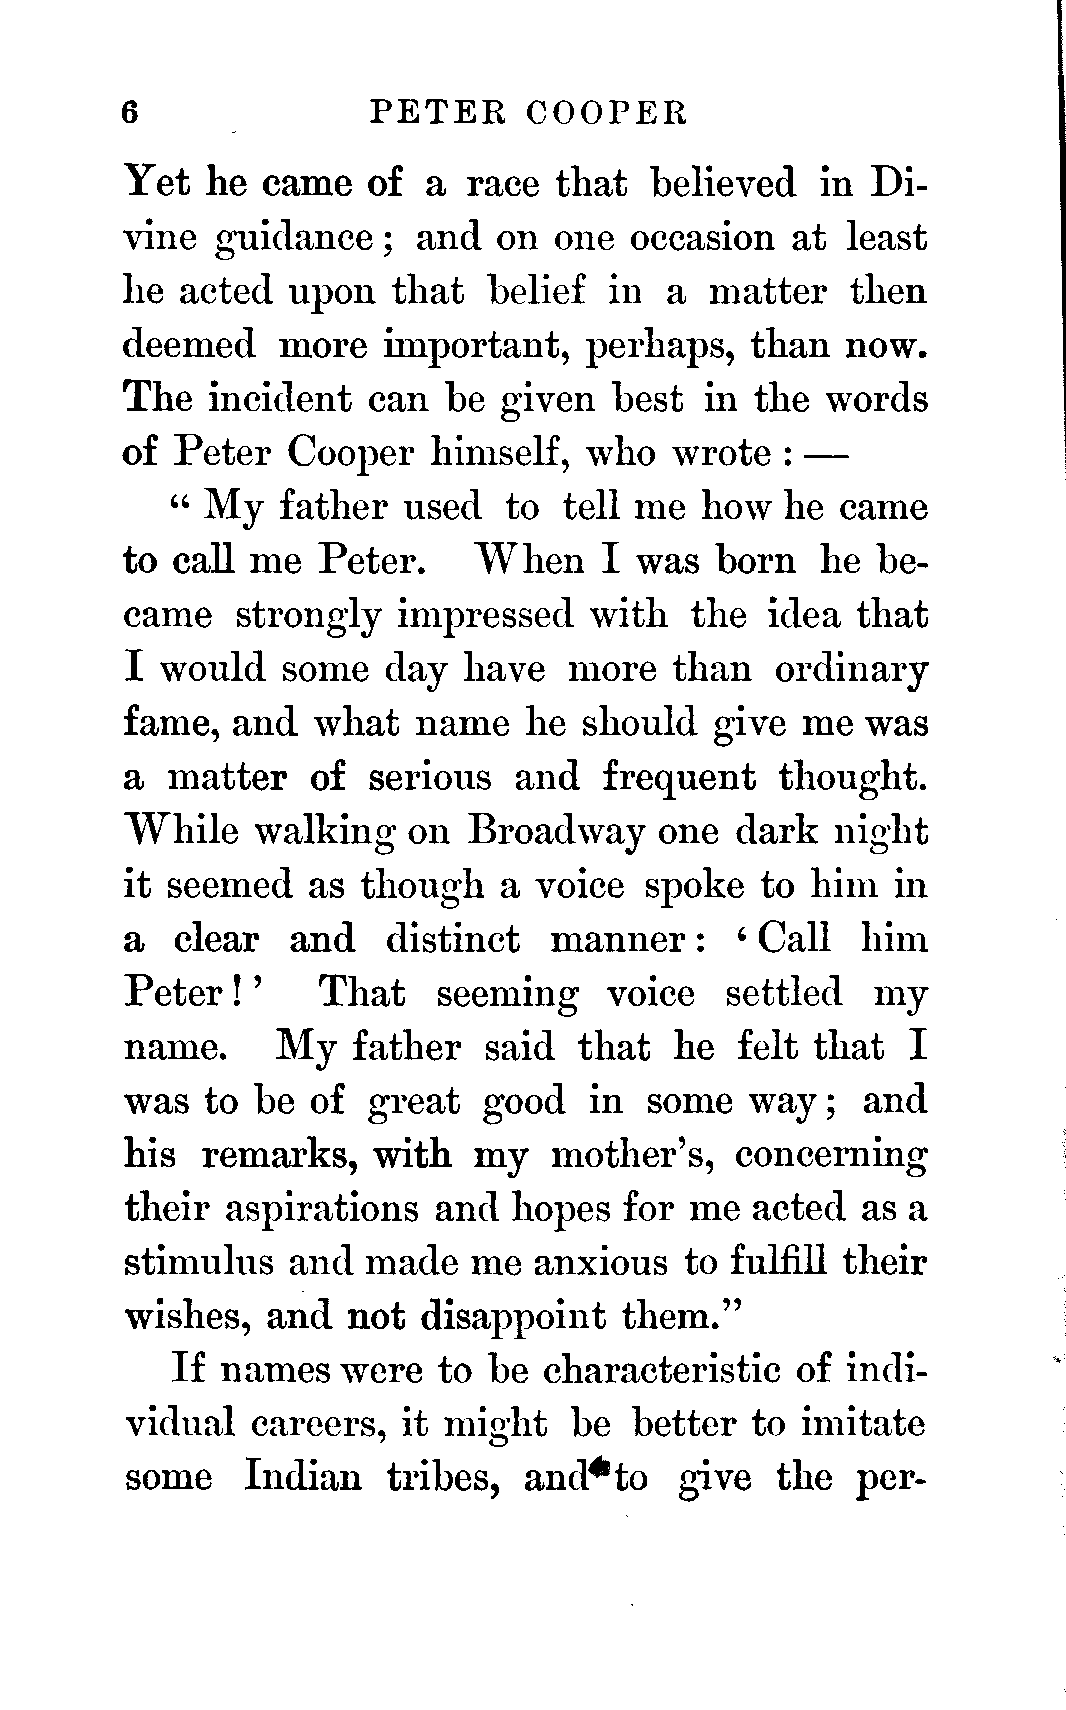 6 PETER COOPER
Yet he came of a race that believed in Di-
vine guidance; and on one occasion at least
he acted upon that belief in a matter then
deemed more important, perhaps, than now.
The incident can be given best in the words
of Peter Cooper himself, who wrote : —
“ My father used to tell me how he came
to call me Peter. When I was born he be-
came strongly impressed with the idea that
I would some day have more than ordinary
fame, and what name he should give me was
a matter of serious and frequent thought.
While walking on Broadway one dark night
it seemed as though a voice spoke to him in
a clear and distinct manner: ‘ Call him
Peter! ’ That seeming voice settled my
name. My father said that he felt that I
was to be of great good in some way; and
his remarks, with my mother’s, concerning
their aspirations and hopes for me acted as a
stimulus and made me anxious to fulfill their
wishes, and not disappoint them.”
If names were to be characteristic of indi-
vidual careers, it might be better to imitate
some Indian tribes, and to give the per-